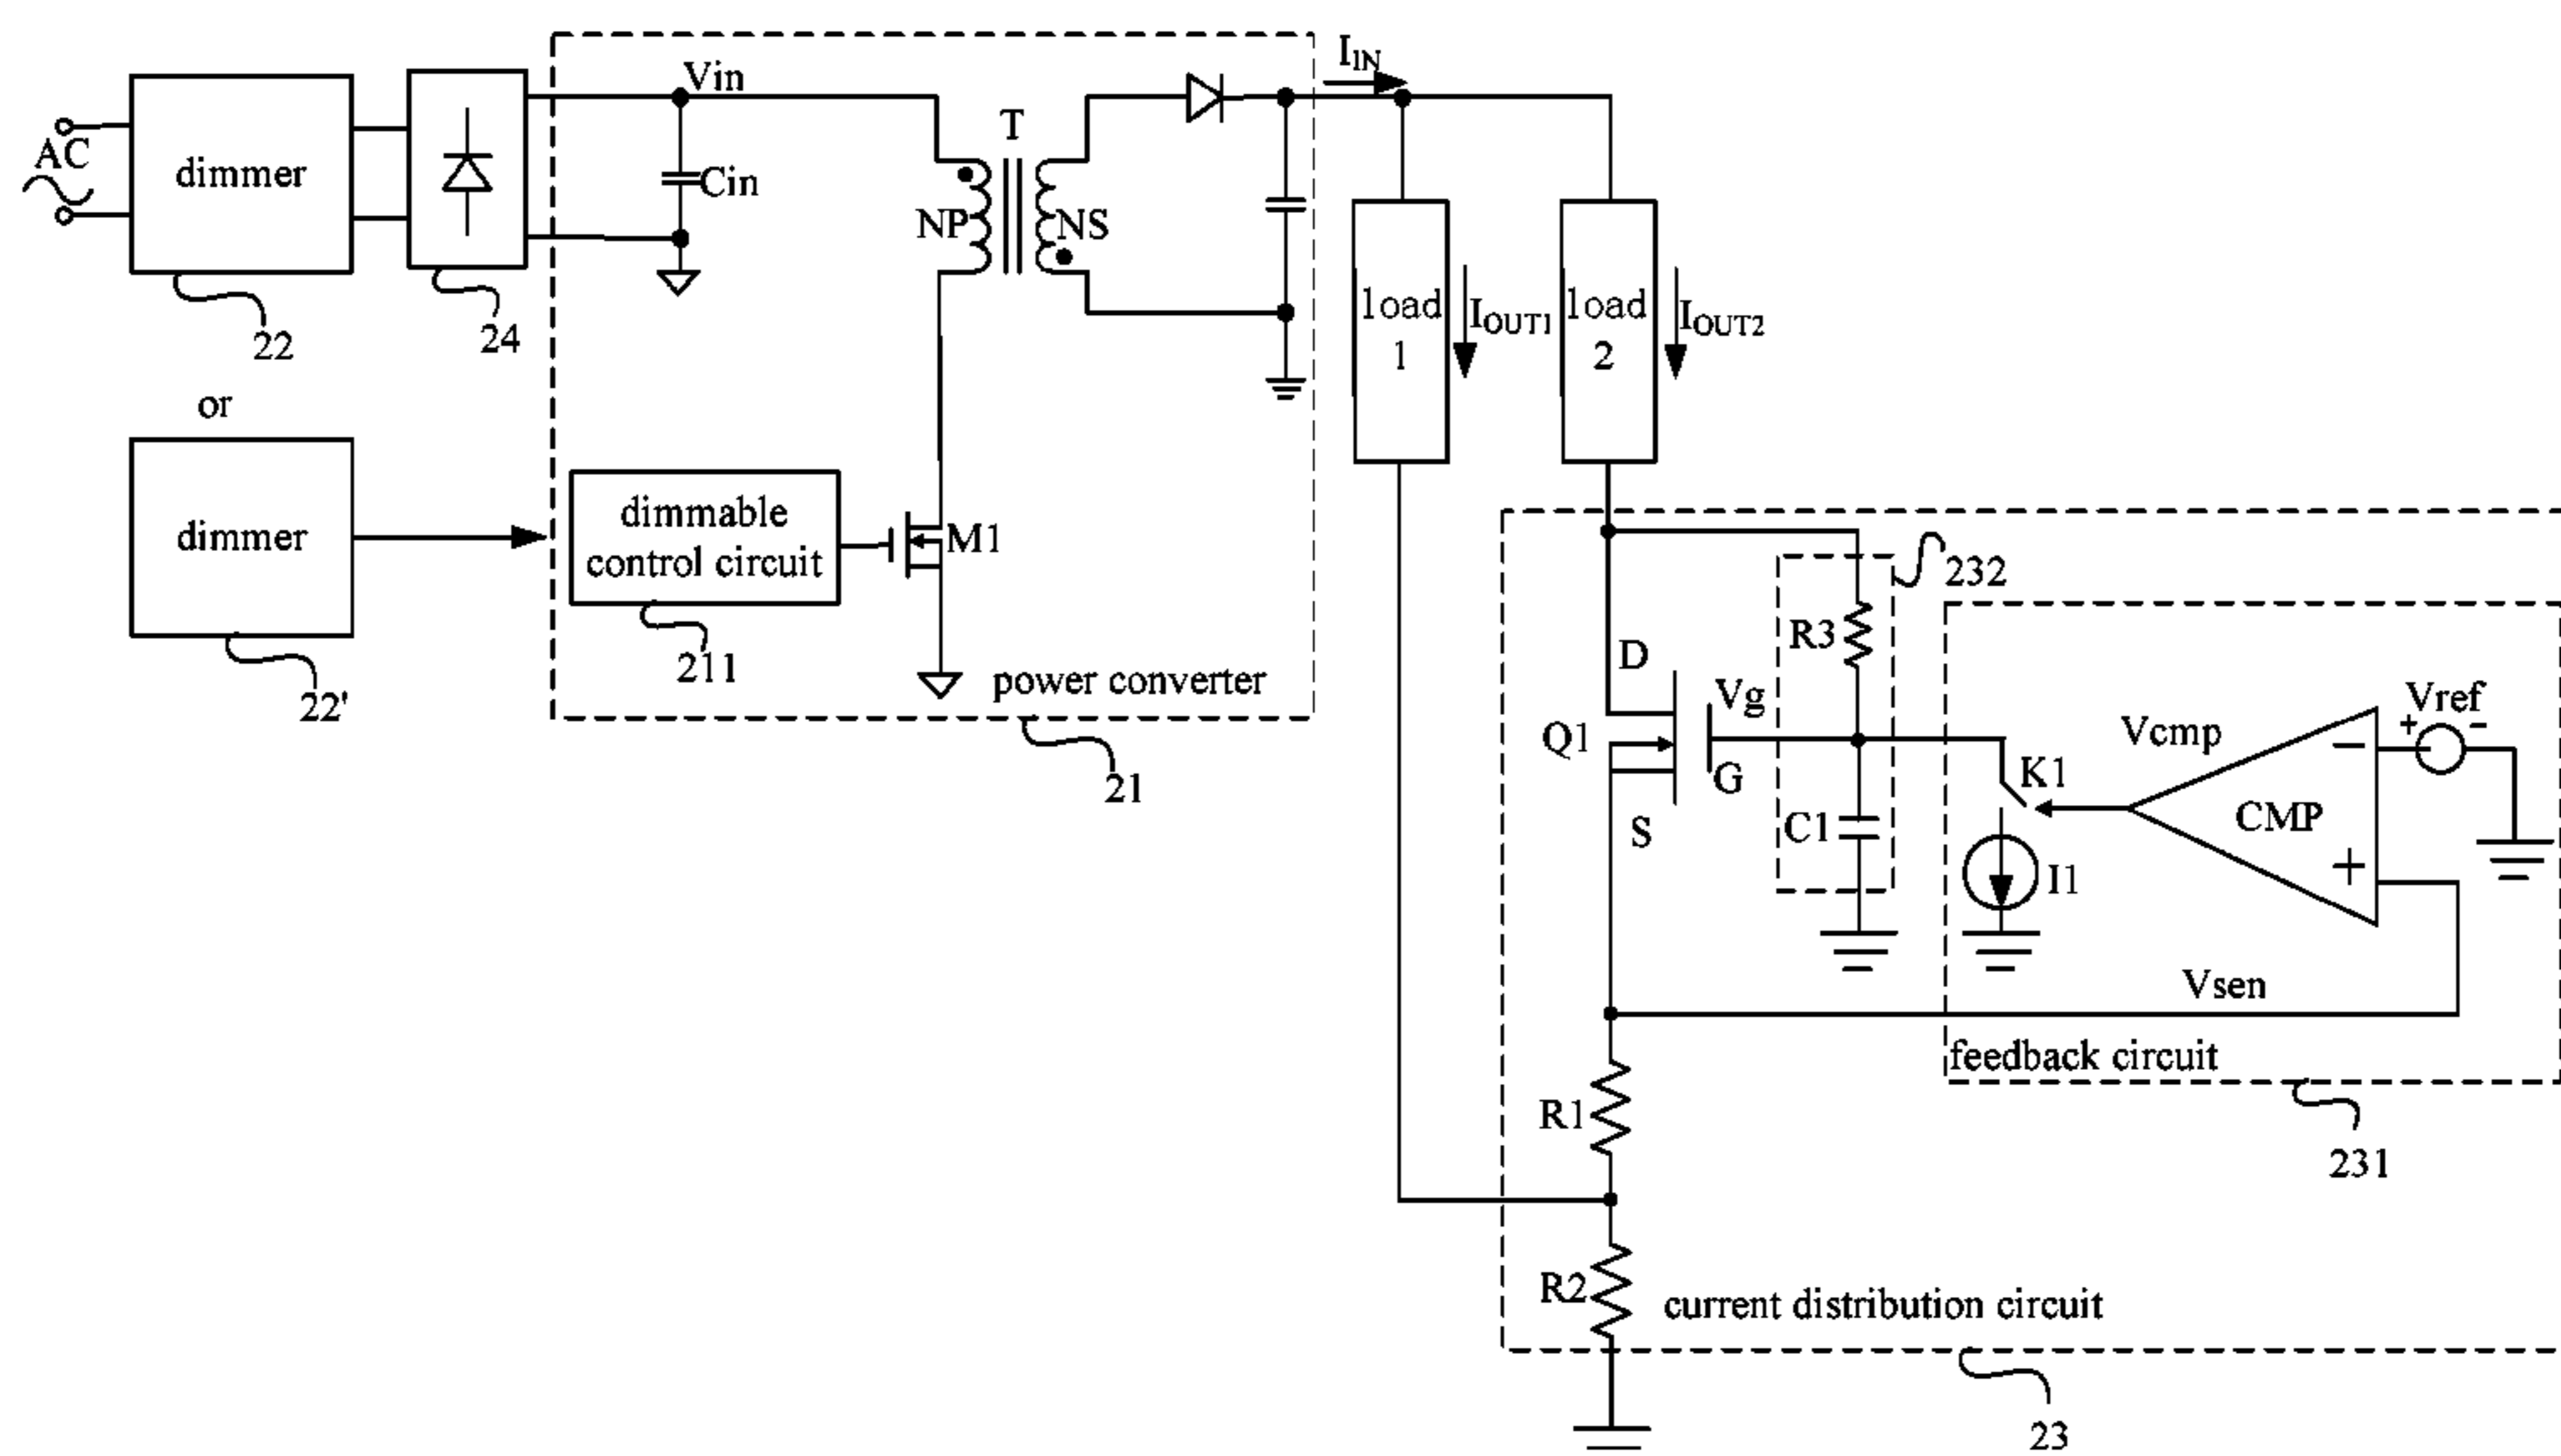 AC
dimmer
22
24
or
dimmer
22'
Vin
Cin
T
NP
NS
dimmable
control circuit
211
M1
power converter
21
IIN
load
1
IOUT1
load
2
IOUT2
232
R3
D
Vg
Q1
G
S
C1
K1
I1
Vcmp
Vref
+
-
−
CMP
+
Vsen
feedback circuit
231
R1
R2
current distribution circuit
23